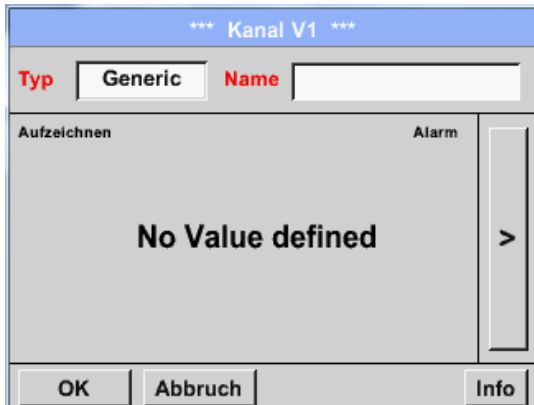 *** Kanal V1 ***
Typ Generic Name
Aufzeichnen Alarm
No Value defined
>
OK Abbruch Info